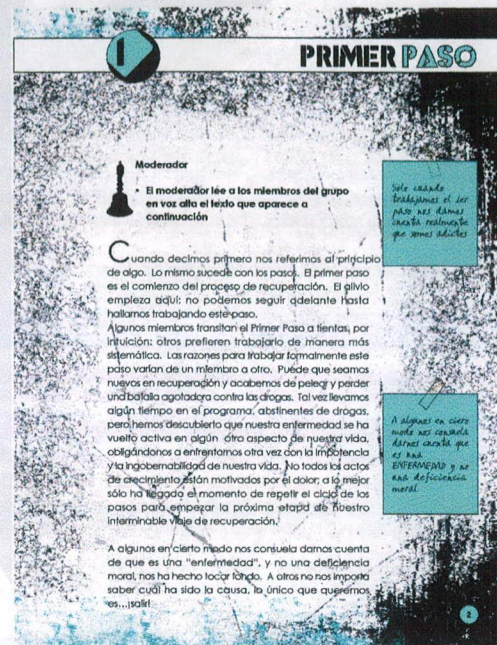 1
PRIMER PASO
Moderador
• El moderador lee a los miembros del grupo
en voz alta el texto que aparece a
continuación
Sólo cuando
trabajamos el 1er
paso nos damos
cuenta realmente
que somos adictos
Cuando decimos primero nos referimos al principio
de algo. Lo mismo sucede con los pasos. El primer paso
es el comienzo del proceso de recuperación. El alivio
empieza aquí: no podemos seguir adelante hasta
hallarnos trabajando este paso.
Algunos miembros transitan el Primer Paso a tientas, por
intuición: otros prefieren trabajarlo de manera más
sistemática. Las razones para trabajar formalmente este
paso varían de un miembro a otro. Puede que seamos
nuevos en recuperación y acabemos de pelear y perder
una batalla agotadora contra las drogas. Tal vez llevamos
algún tiempo en el programa, abstinentes de drogas,
pero hemos descubierto que nuestra enfermedad se ha
vuelto activa en algún otro aspecto de nuestra vida,
obligándonos a enfrentarnos otra vez con la impotencia
y la ingobernabilidad de nuestra vida. No todos los actos
de crecimiento están motivados por el dolor; a lo mejor
sólo ha llegado el momento de repetir el ciclo de los
pasos para empezar la próxima etapa de nuestro
interminable viaje de recuperación.
A algunos en cierto
modo nos consuela
darnos cuenta que
es una
ENFERMEDAD y no
una deficiencia
moral.
A algunos en cierto modo nos consuela darnos cuenta
de que es una "enfermedad", y no una deficiencia
moral, nos ha hecho tocar fondo. A otros no nos importa
saber cuál ha sido la causa, lo único que queremos
es...¡salir!
2